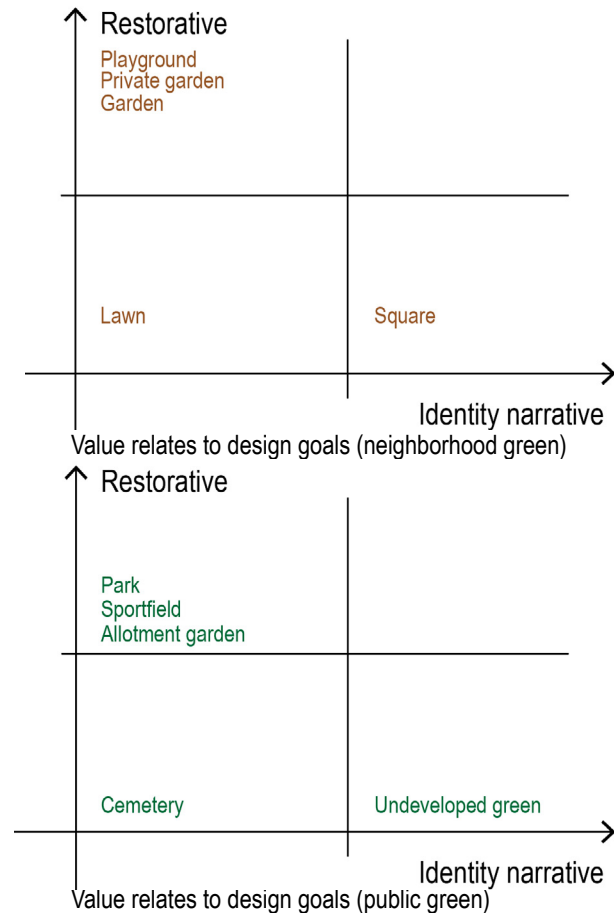 Restorative
Playground
Private garden
Garden
Lawn
Square
Identity narrative
Value relates to design goals (neighborhood green)
Restorative
Park
Sportfield
Allotment garden
Cemetery
Undeveloped green
Identity narrative
Value relates to design goals (public green)